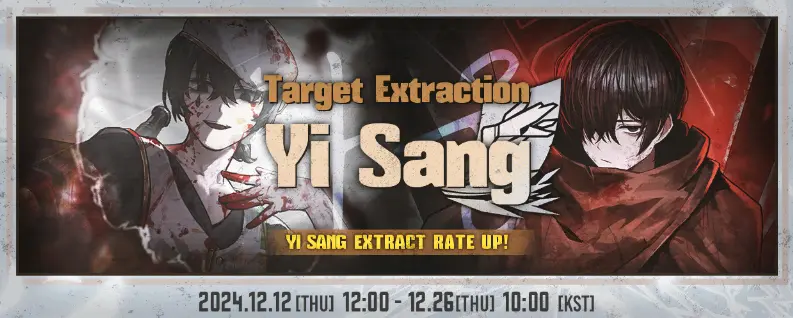 Target Extraction
Yi Sang
YI SANG EXTRACT RATE UP!
2024.12.12[THU] 12:00 - 12.26[THU] 10:00 [KST]